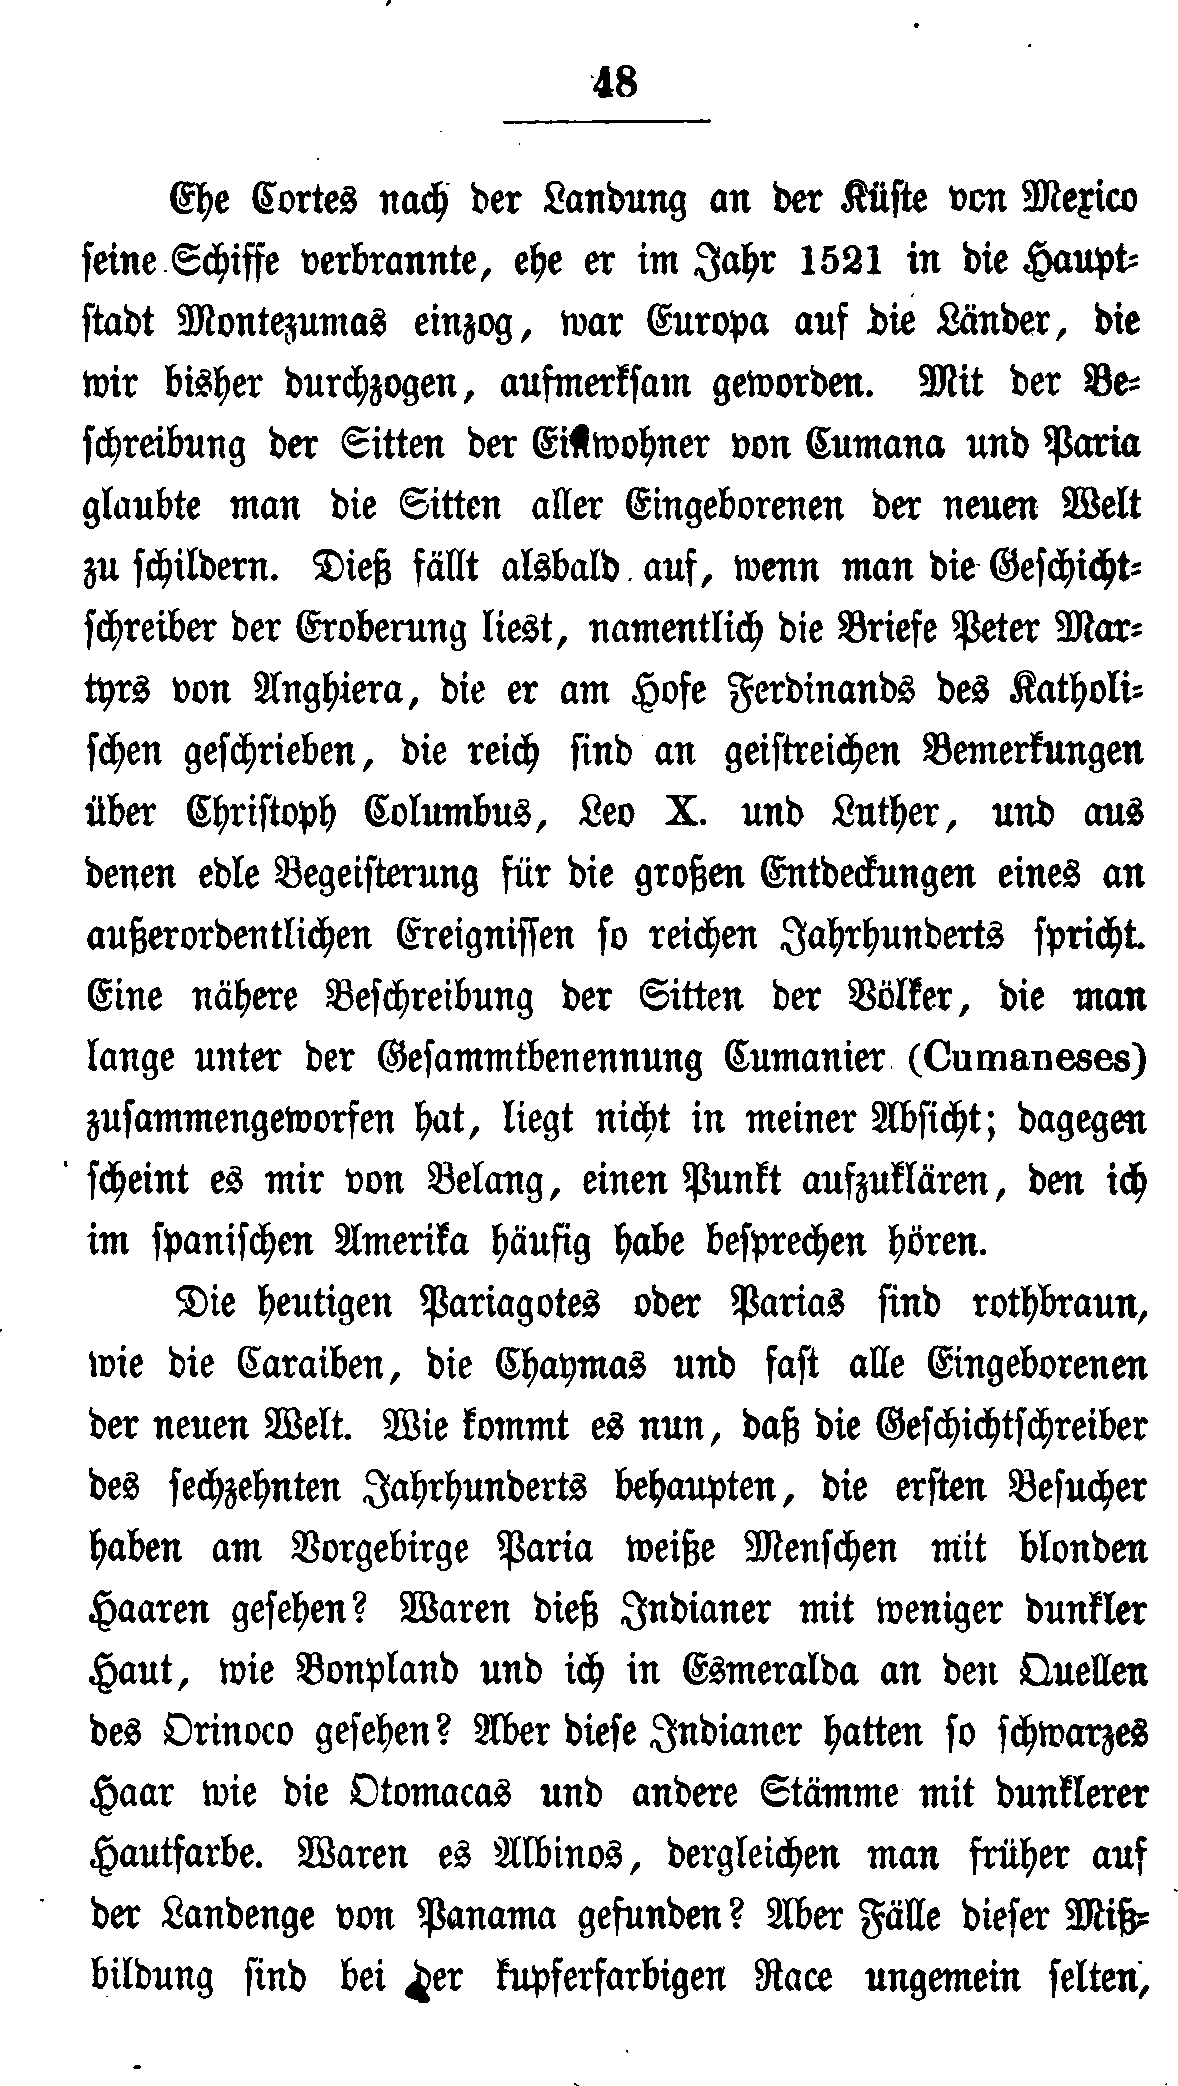 48
Ehe Cortes nach der Landung an der Küste von Mexico
seine Schiffe verbrannte, ehe er im Jahr 1521 in die Haupt-
stadt Montezumas einzog, war Europa auf die Länder, die
wir bisher durchzogen, aufmerksam geworden. Mit der Be-
schreibung der Sitten der Einwohner von Cumana und Paria
glaubte man die Sitten aller Eingeborenen der neuen Welt
zu schildern. Dieß fällt alsbald auf, wenn man die Geschicht-
schreiber der Eroberung liest, namentlich die Briefe Peter Mar-
tyrs von Anghiera, die er am Hofe Ferdinands des Katholi-
schen geschrieben, die reich sind an geistreichen Bemerkungen
über Christoph Columbus, Leo X. und Luther, und aus
denen edle Begeisterung für die großen Entdeckungen eines an
außerordentlichen Ereignissen so reichen Jahrhunderts spricht.
Eine nähere Beschreibung der Sitten der Völker, die man
lange unter der Gesammtbenennung Cumanier (Cumaneses)
zusammengeworfen hat, liegt nicht in meiner Absicht; dagegen
scheint es mir von Belang, einen Punkt aufzuklären, den ich
im spanischen Amerika häufig habe besprechen hören.
Die heutigen Pariagotes oder Parias sind rothbraun,
wie die Caraiben, die Chaymas und fast alle Eingeborenen
der neuen Welt. Wie kommt es nun, daß die Geschichtschreiber
des sechzehnten Jahrhunderts behaupten, die ersten Besucher
haben am Vorgebirge Paria weiße Menschen mit blonden
Haaren gesehen? Waren dieß Indianer mit weniger dunkler
Haut, wie Bonpland und ich in Esmeralda an den Quellen
des Orinoco gesehen? Aber diese Indianer hatten so schwarzes
Haar wie die Otomacas und andere Stämme mit dunklerer
Hautfarbe. Waren es Albinos, dergleichen man früher auf
der Landenge von Panama gefunden? Aber Fälle dieser Miß-
bildung sind bei der kupferfarbigen Race ungemein selten,